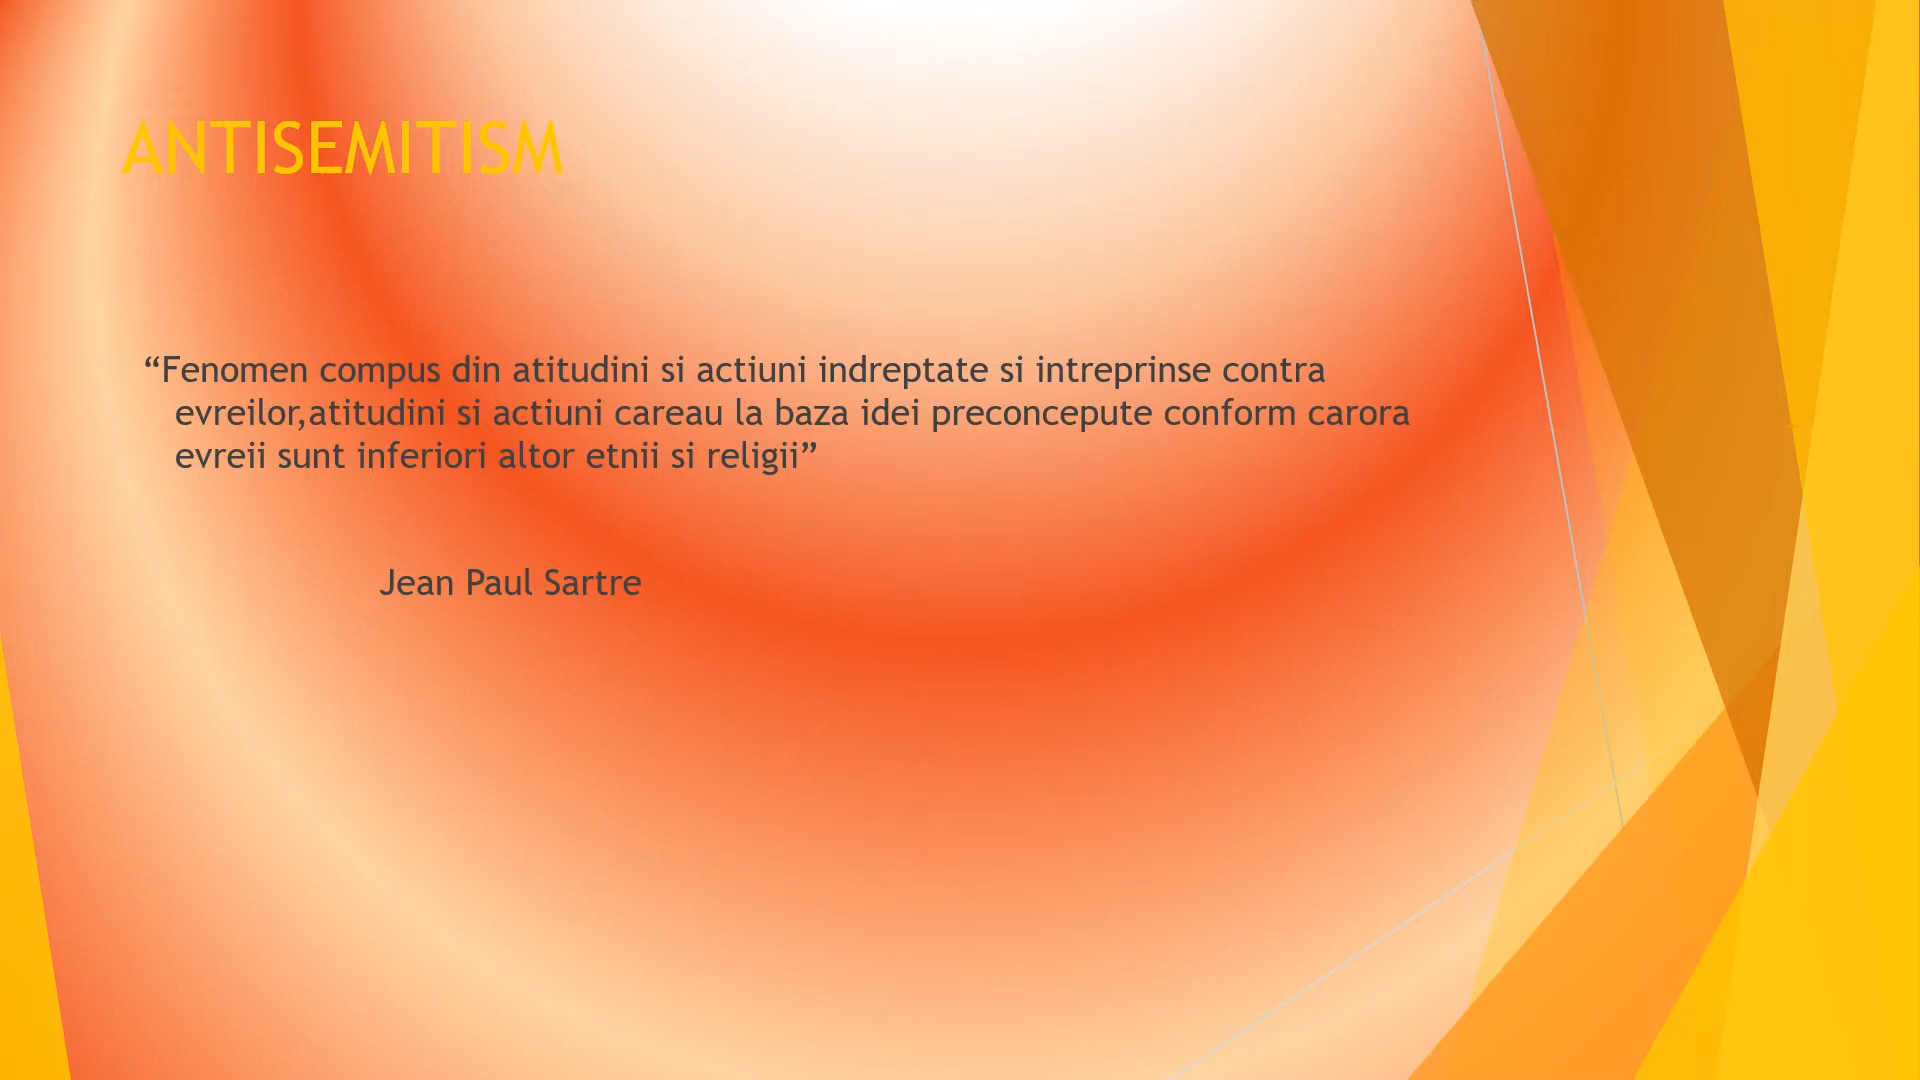 ANTISEMITISM
“Fenomen compus din atitudini si actiuni indreptate si intreprinse contra
evreilor,atitudini si actiuni careau la baza idei preconcepute conform carora
evreii sunt inferiori altor etnii si religii”
Jean Paul Sartre